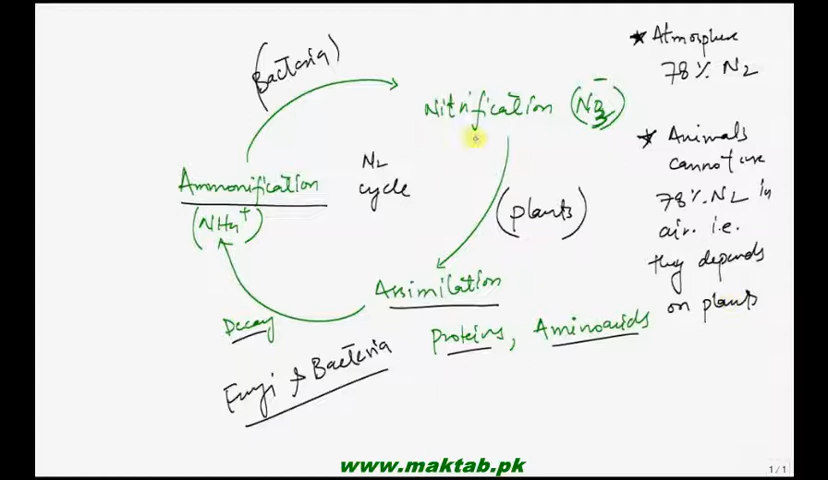 (Bacteria)
Nitrification (NO3-)
Ammonification
(NH4+)
N2
cycle
(plants)
Assimilation
Proteins, Aminoacids
Decay
Fungi & Bacteria
* Atmosphere
78% N2
* Animals
cannot use
78% N2 in
air. i.e.
they depends
on plants
www.maktab.pk
1/1